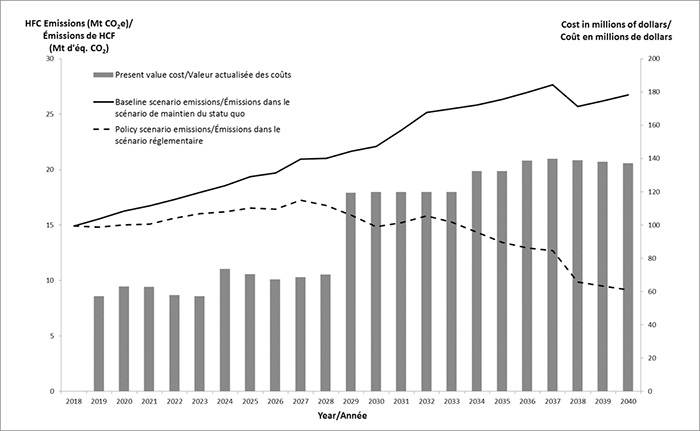 HFC Emissions (Mt CO₂e)/
Émissions de HCF
(Mt d'éq. CO₂)
Cost in millions of dollars/
Coût en millions de dollars
Present value cost/Valeur actualisée des coûts
Baseline scenario emissions/Émissions dans le
scénario de maintien du statu quo
Policy scenario emissions/Émissions dans le
scénario réglementaire
30
25
20
15
10
5
0
200
180
160
140
120
100
80
60
40
20
0
2018 2019 2020 2021 2022 2023 2024 2025 2026 2027 2028 2029 2030 2031 2032 2033 2034 2035 2036 2037 2038 2039 2040
Year/Année